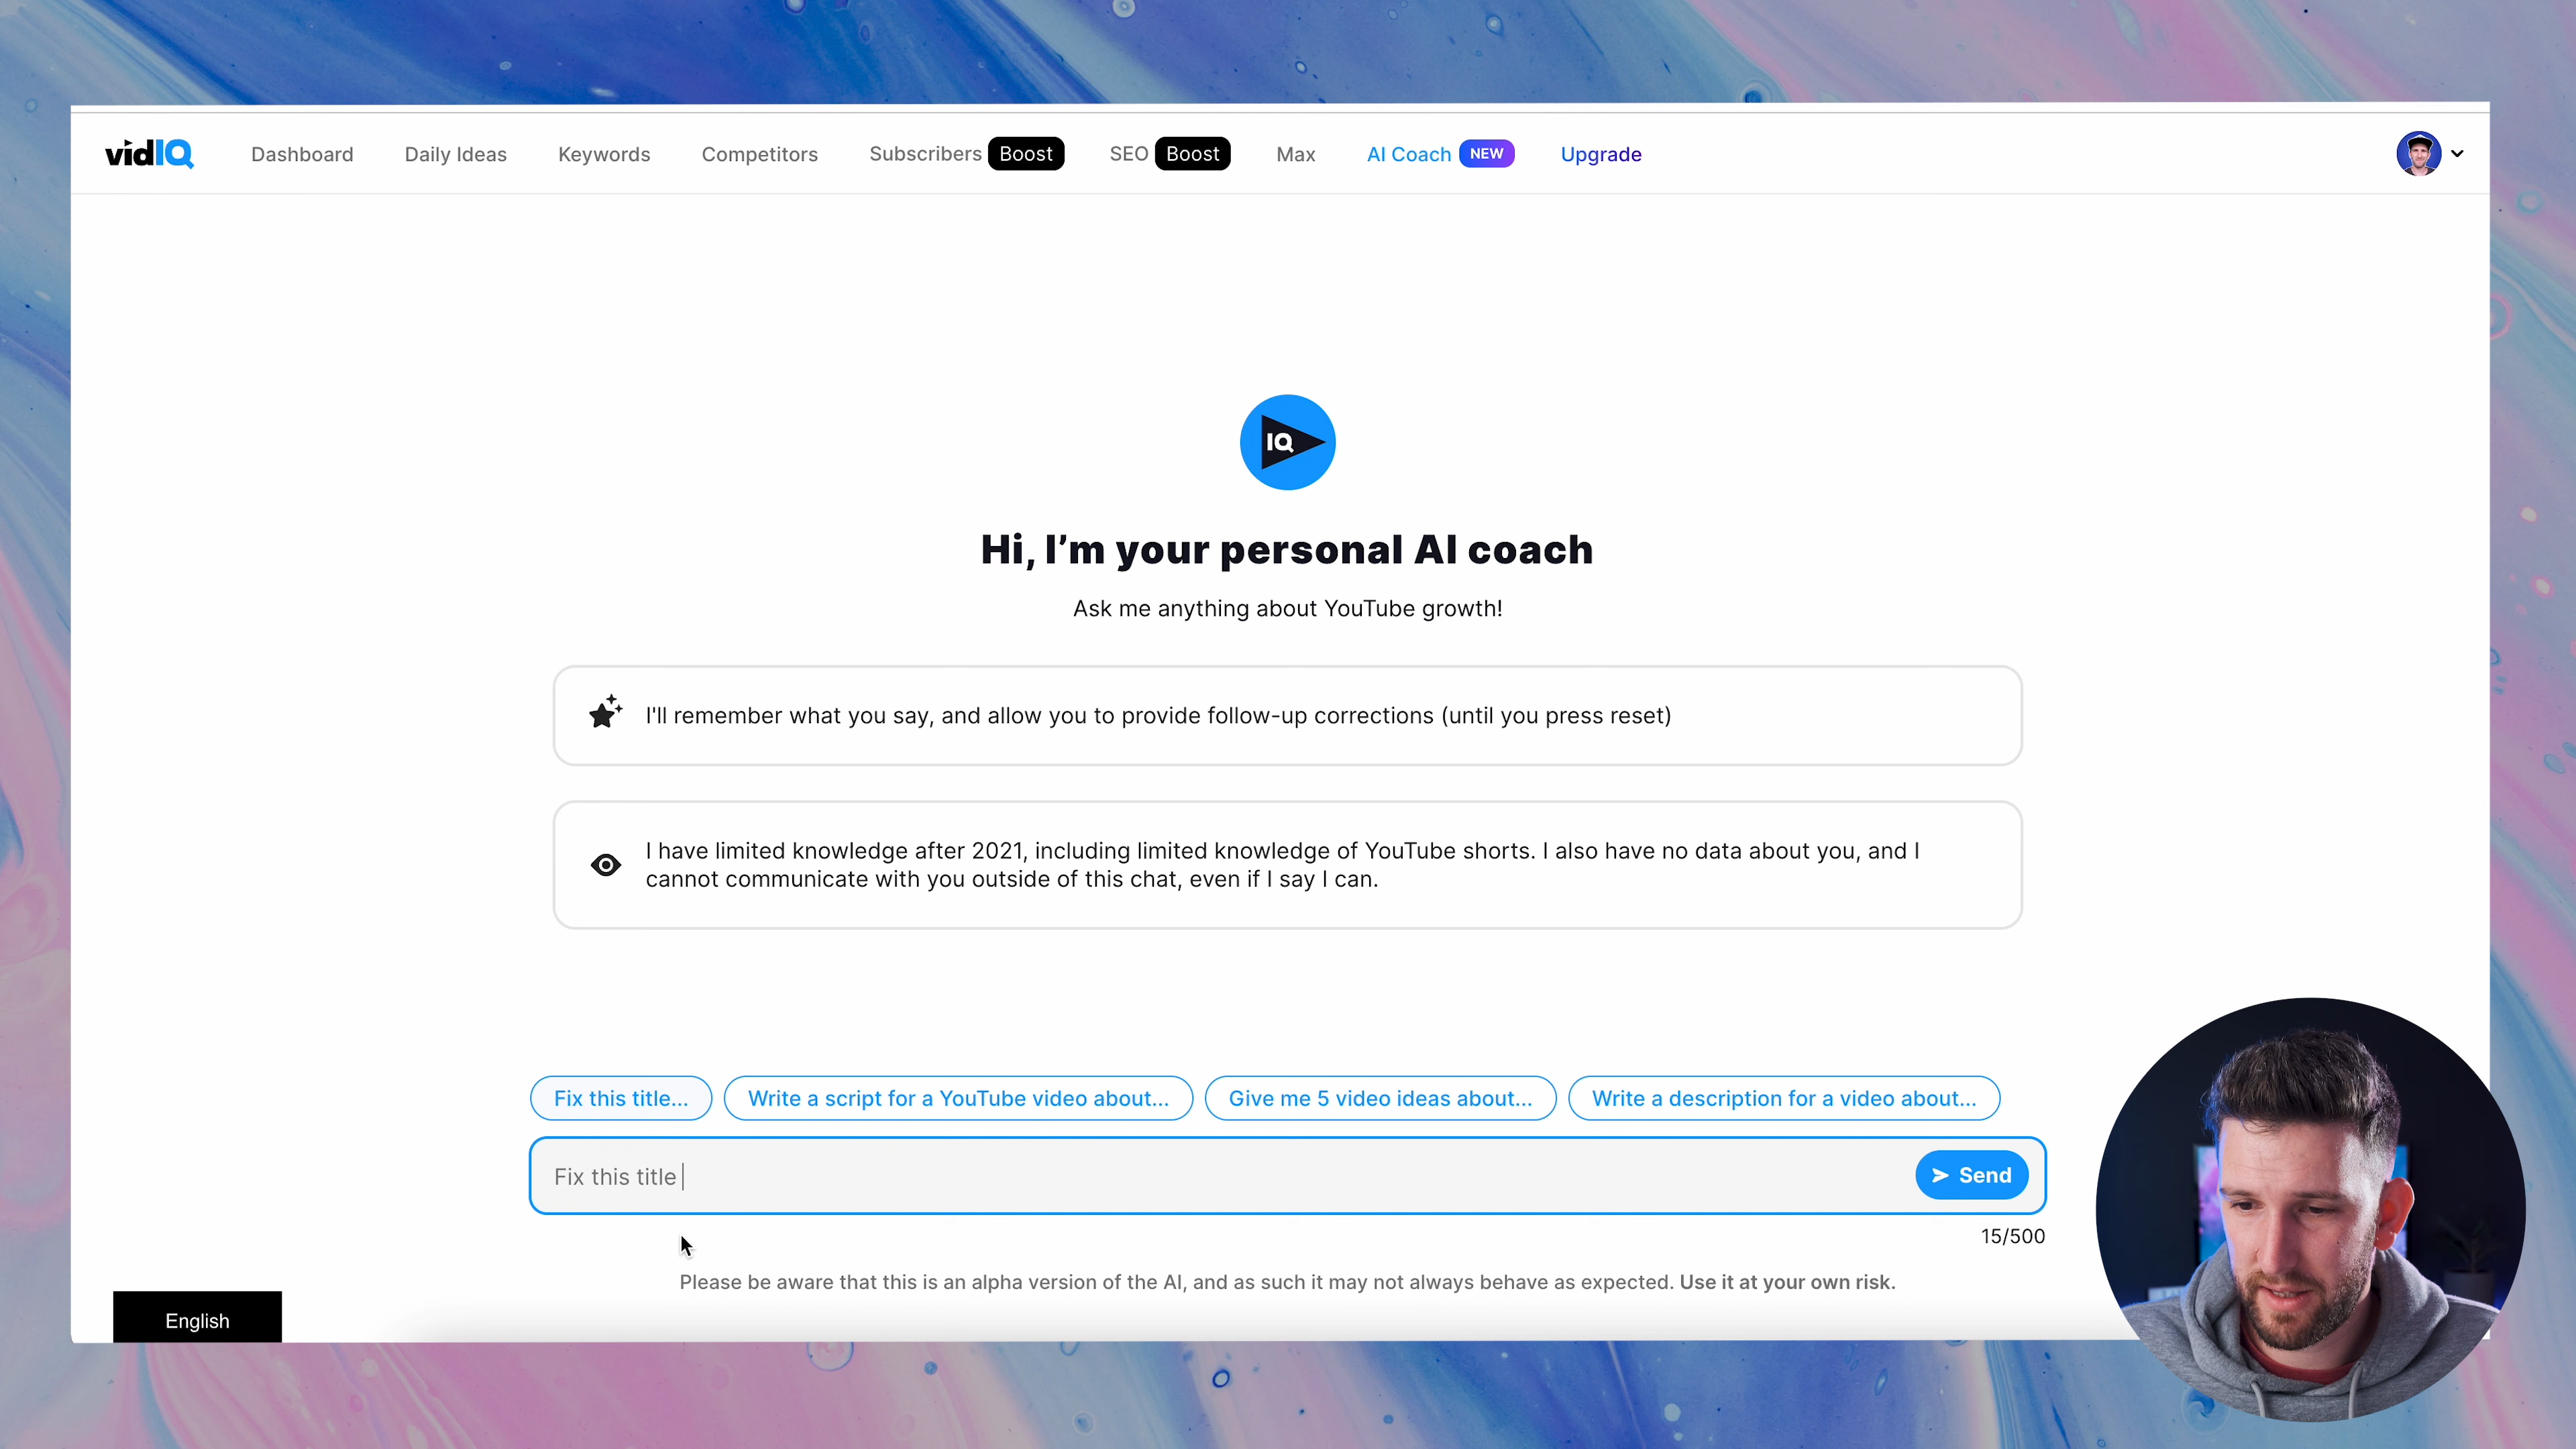 vidIQ Dashboard Daily Ideas Keywords Competitors Subscribers Boost SEO Boost Max AI Coach NEW Upgrade
IQ
Hi, I’m your personal AI coach
Ask me anything about YouTube growth!
I'll remember what you say, and allow you to provide follow-up corrections (until you press reset)
I have limited knowledge after 2021, including limited knowledge of YouTube shorts. I also have no data about you, and I
cannot communicate with you outside of this chat, even if I say I can.
Fix this title... Write a script for a YouTube video about... Give me 5 video ideas about... Write a description for a video about...
Fix this title Send
15/500
Please be aware that this is an alpha version of the AI, and as such it may not always behave as expected. Use it at your own risk.
English